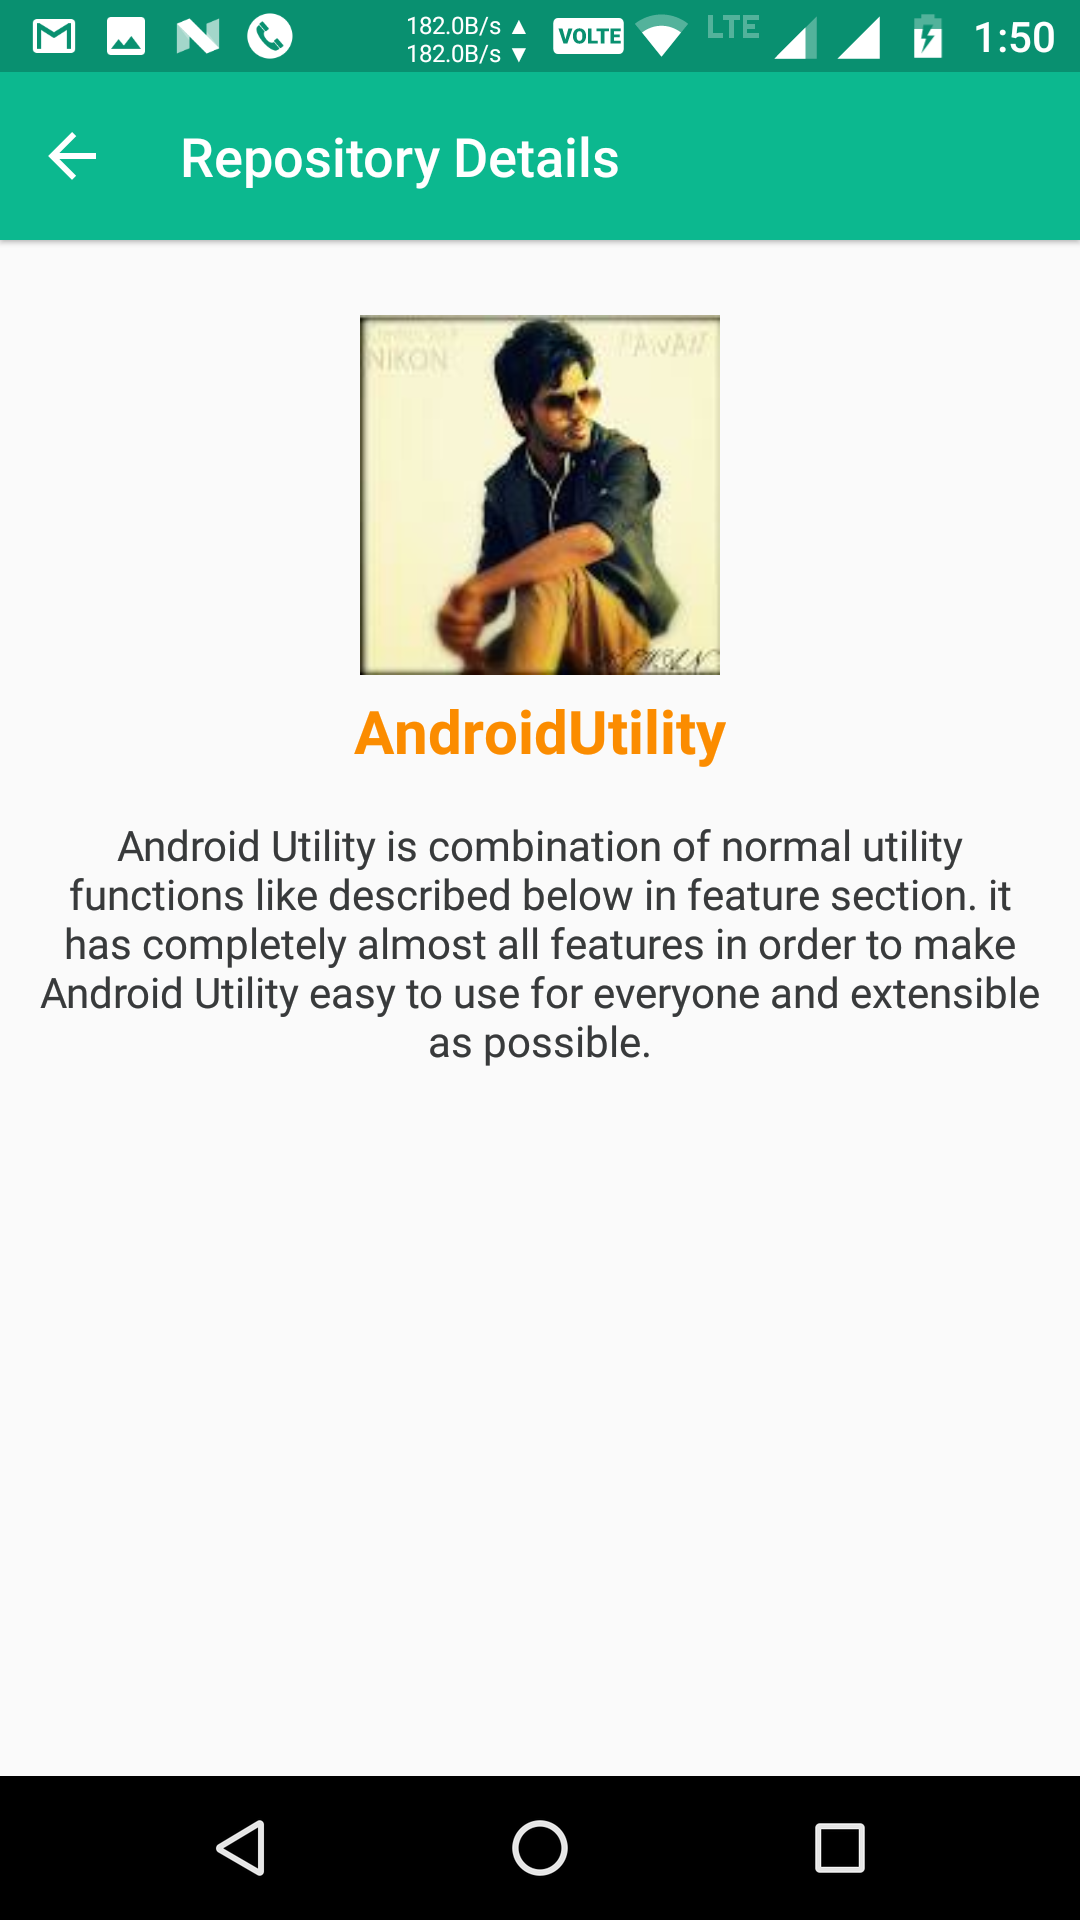 182.0B/s ▲
182.0B/s ▼
VOLTE
LTE
1:50
Repository Details
NIKON
PAWAN
AndroidUtility
Android Utility is combination of normal utility
functions like described below in feature section. it
has completely almost all features in order to make
Android Utility easy to use for everyone and extensible
as possible.